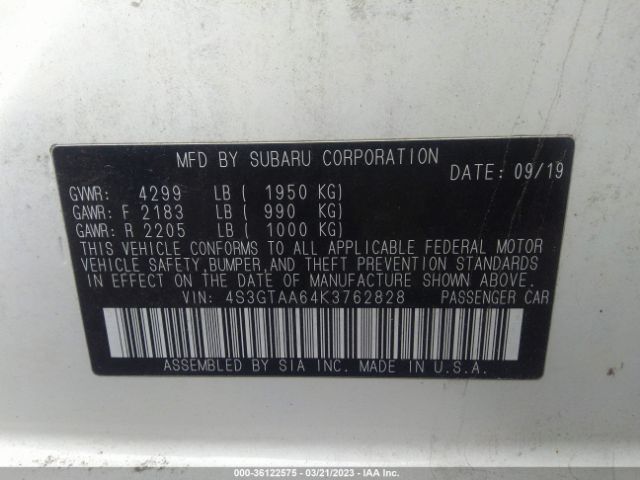 MFD BY SUBARU CORPORATION
DATE: 09/19
GVWR: 4299 LB ( 1950 KG)
GAWR: F 2183 LB ( 990 KG)
GAWR: R 2205 LB ( 1000 KG)
THIS VEHICLE CONFORMS TO ALL APPLICABLE FEDERAL MOTOR
VEHICLE SAFETY,BUMPER,AND THEFT PREVENTION STANDARDS
IN EFFECT ON THE DATE OF MANUFACTURE SHOWN ABOVE.
VIN: 4S3GTAA64K3762828 PASSENGER CAR
ASSEMBLED BY SIA INC. MADE IN U.S.A.
000-36122575 — 03/21/2023 — IAA Inc.